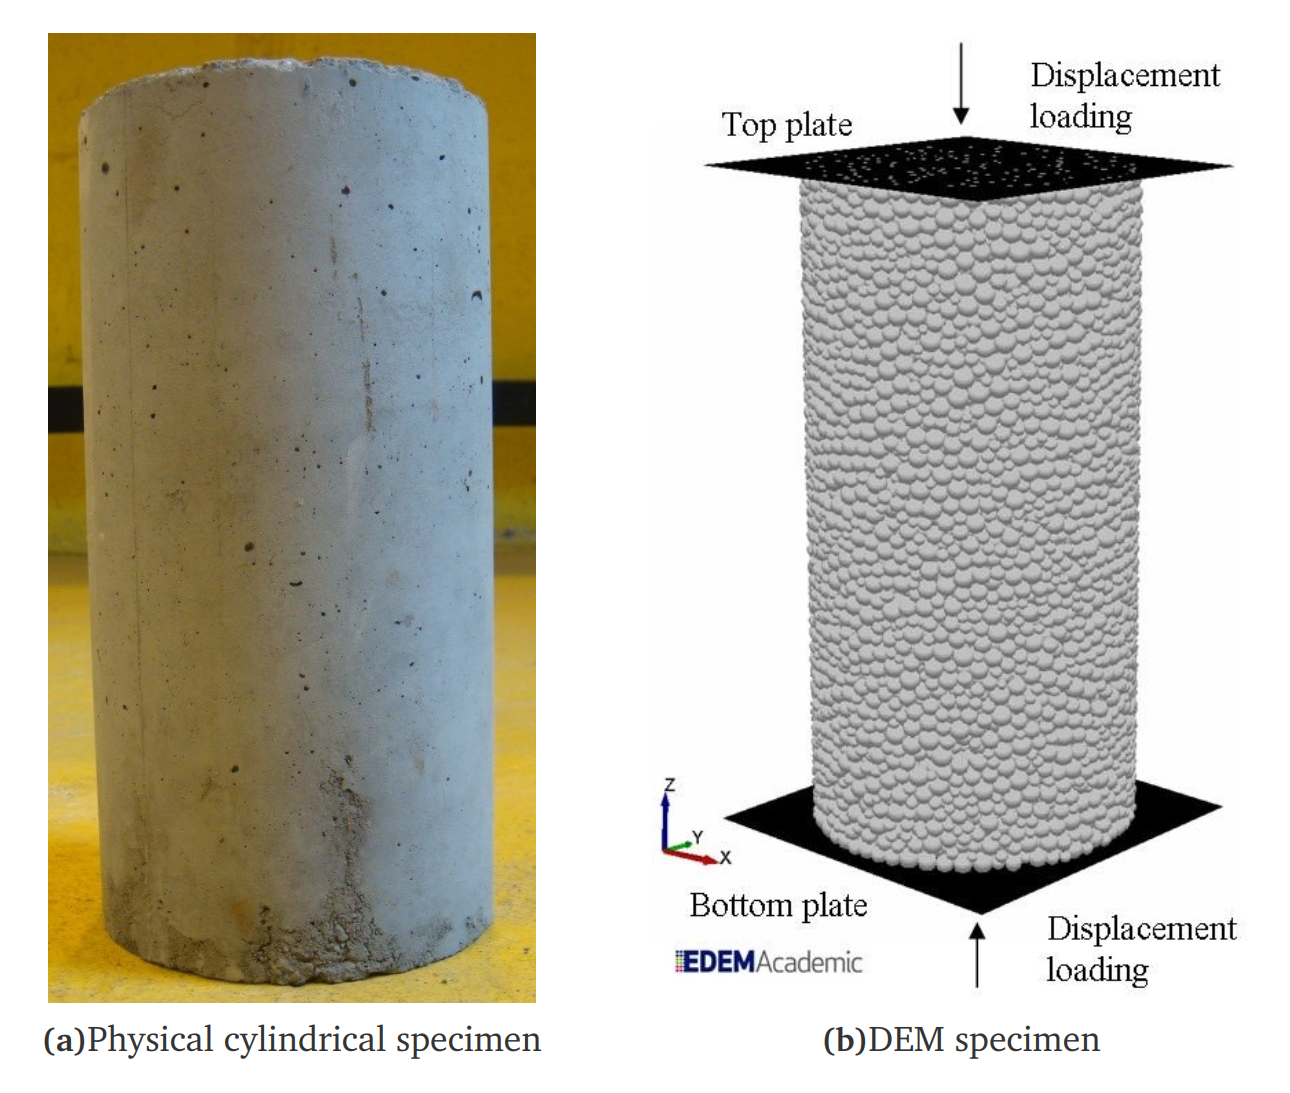 Displacement
loading
Top plate
Z
Y
X
Bottom plate
EDEMAcademic
Displacement
loading
(a)Physical cylindrical specimen
(b)DEM specimen